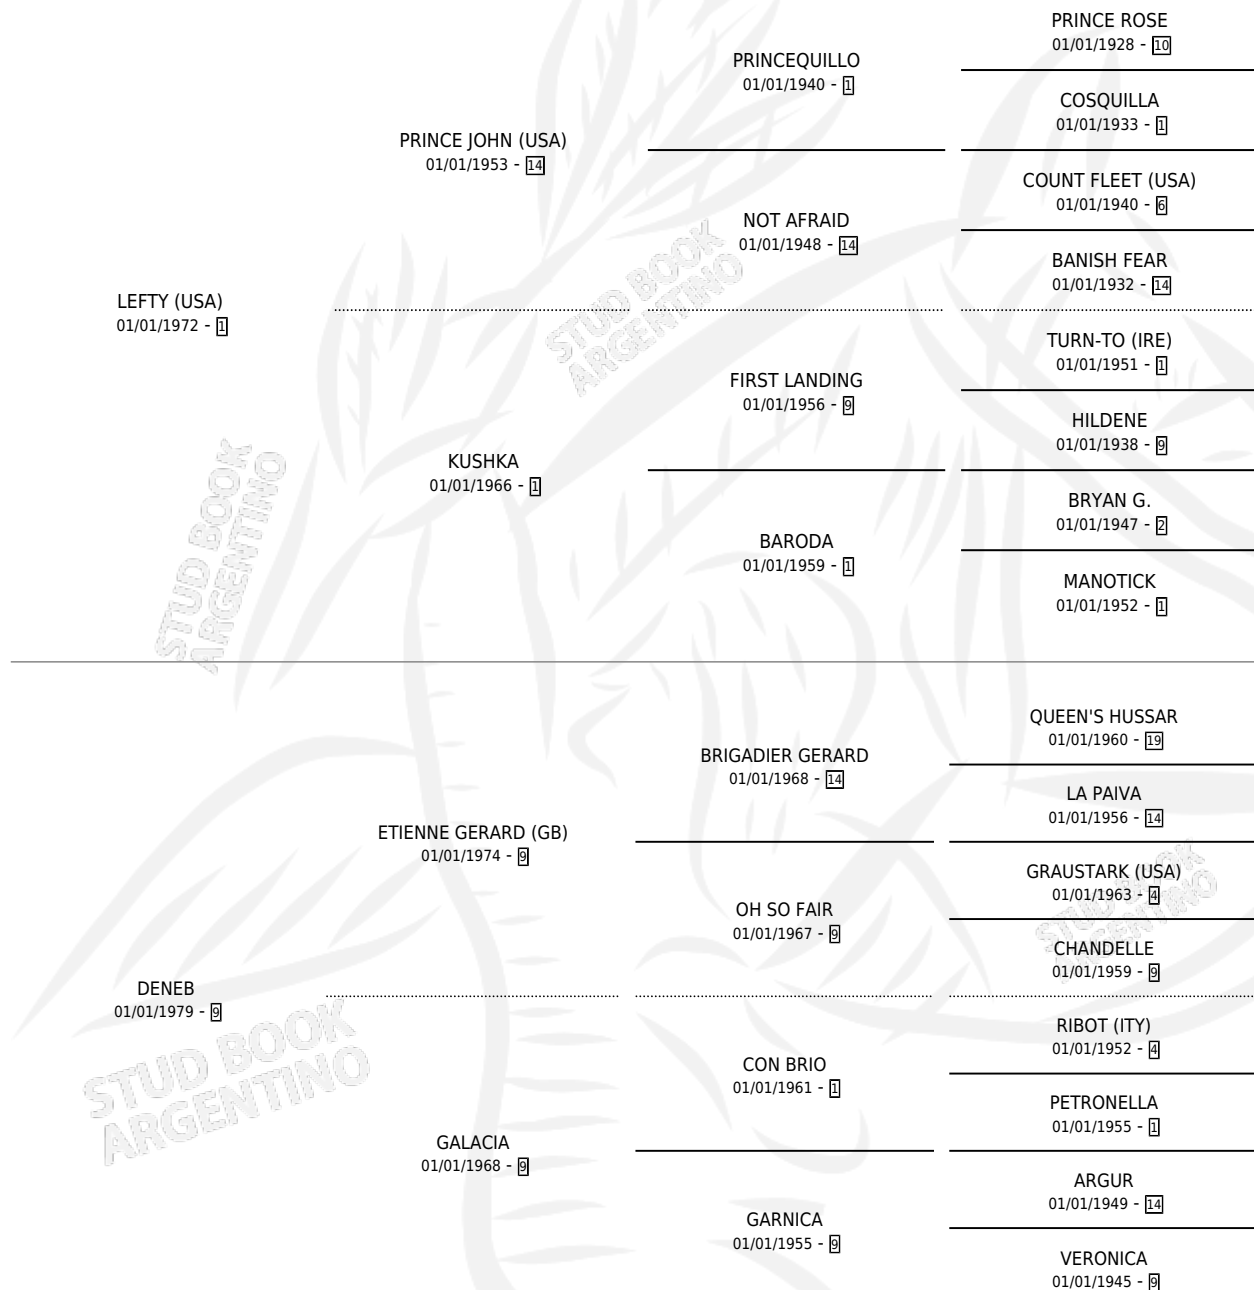 PRINCE ROSE
01/01/1928 - 10
PRINCEQUILLO
01/01/1940 - 1
COSQUILLA
01/01/1933 - 1
PRINCE JOHN (USA)
01/01/1953 - 14
COUNT FLEET (USA)
01/01/1940 - 6
NOT AFRAID
01/01/1948 - 14
BANISH FEAR
01/01/1932 - 14
LEFTY (USA)
01/01/1972 - 1
TURN-TO (IRE)
01/01/1951 - 1
FIRST LANDING
01/01/1956 - 9
HILDENE
01/01/1938 - 9
KUSHKA
01/01/1966 - 1
BRYAN G.
01/01/1947 - 2
BARODA
01/01/1959 - 1
MANOTICK
01/01/1952 - 1
QUEEN'S HUSSAR
01/01/1960 - 19
BRIGADIER GERARD
01/01/1968 - 14
LA PAIVA
01/01/1956 - 14
ETIENNE GERARD (GB)
01/01/1974 - 9
GRAUSTARK (USA)
01/01/1963 - 4
OH SO FAIR
01/01/1967 - 9
CHANDELLE
01/01/1959 - 9
DENEB
01/01/1979 - 9
RIBOT (ITY)
01/01/1952 - 4
CON BRIO
01/01/1961 - 1
PETRONELLA
01/01/1955 - 1
GALACIA
01/01/1968 - 9
ARGUR
01/01/1949 - 14
GARNICA
01/01/1955 - 9
VERONICA
01/01/1945 - 9
STUD BOOK
ARGENTINO
STUD BOOK
ARGENTINO
STUD BOOK
ARGENTINO
STUD BOOK
ARGENTINO